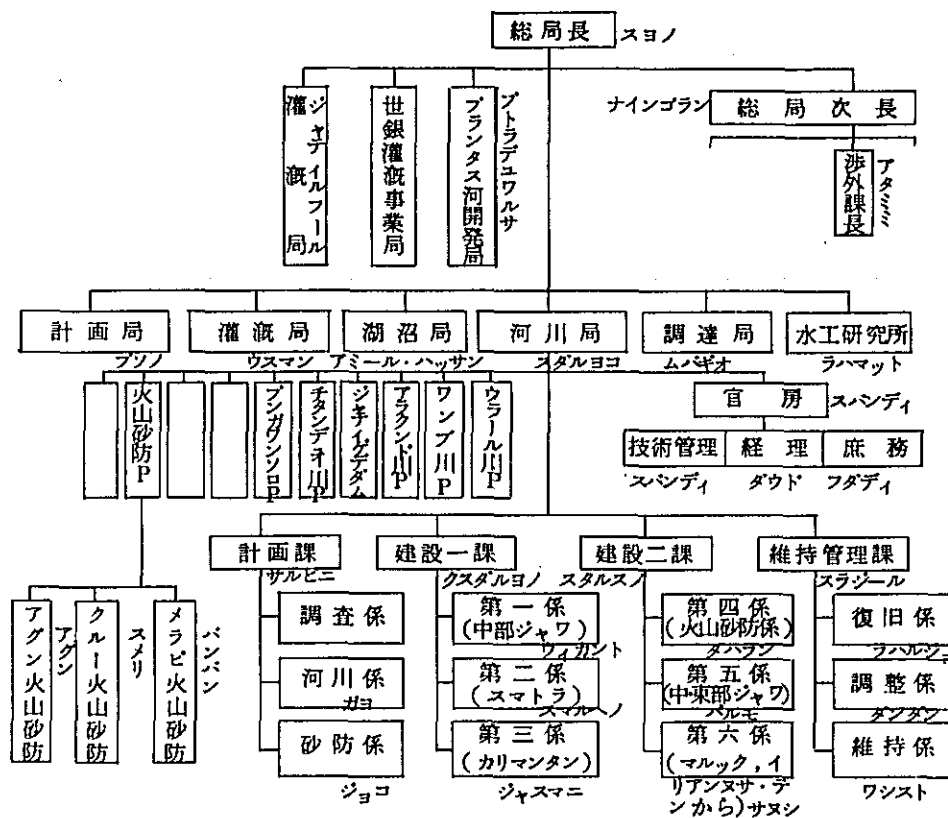 総局長
スヨノ
ジャティルフール
灌漑局
世銀灌漑事業局
ブランタス河開発局
プトラデュワルサ
ナインゴラン
総局次長
渉外課長
アタミミ
計画局
ブソノ
灌漑局
ウスマン
湖沼局
アミール・ハッサン
河川局
スダルヨコ
調達局
ムバギオ
水工研究所
ラハマット
火山砂防P
ブンガワンソロP
チタンデイ川P
アラクンド川P
ワンプ川P
ウラール川P
官房
スパンディ
技術管理
経理
庶務
スパンディ
ダウド
フダディ
計画課
サルビニ
建設一課
クスダルヨノ
建設二課
スタルスノ
維持管理課
スラジール
アグン火山砂防
アグン
クルー火山砂防
スメリ
メラピ火山砂防
バンバン
調査係
河川係
ガヨ
砂防係
ジョコ
第一係
(中部ジャワ)
ウィガント
第二係
(スマトラ)
スマルヘノ
第三係
(カリマンタン)
ジャスマニ
第四係
(火山砂防係)
ダハラン
第五係
(中・東部ジャワ)
パルモ
第六係
(マルック,イ
リアンヌサ・テン
から)サヌシ
復旧係
ラハルジョ
調整係
ダンダン
維持係
ワシスト